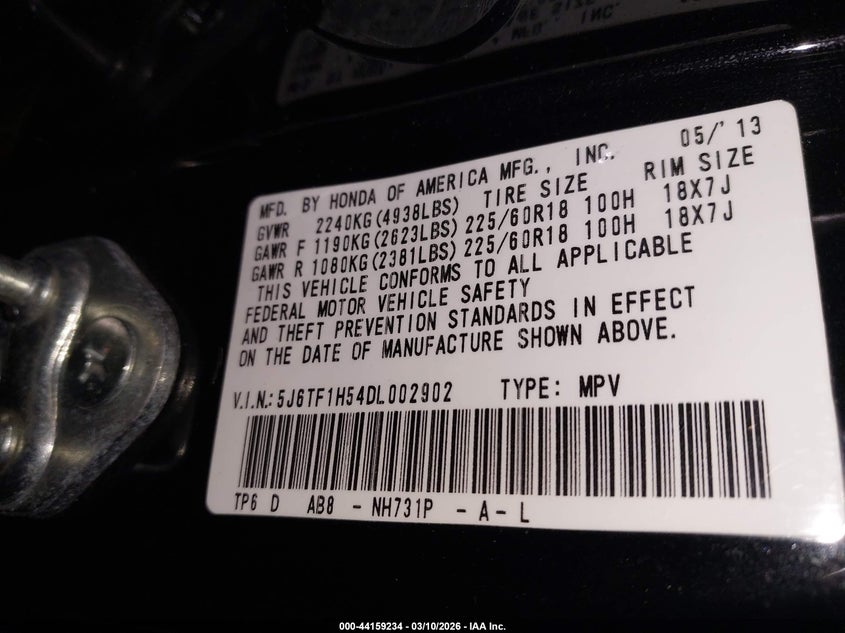 MFD. BY HONDA OF AMERICA MFG., INC. 05/'13
GVWR 2240KG(4938LBS) TIRE SIZE RIM SIZE
GAWR F 1190KG(2623LBS) 225/60R18 100H 18X7J
GAWR R 1080KG(2381LBS) 225/60R18 100H 18X7J
THIS VEHICLE CONFORMS TO ALL APPLICABLE
FEDERAL MOTOR VEHICLE SAFETY
AND THEFT PREVENTION STANDARDS IN EFFECT
ON THE DATE OF MANUFACTURE SHOWN ABOVE.
V.I.N.:5J6TF1H54DL002902 TYPE: MPV
TP6 D AB8 - NH731P - A - L
000-44159234 - 03/10/2026 - IAA Inc.